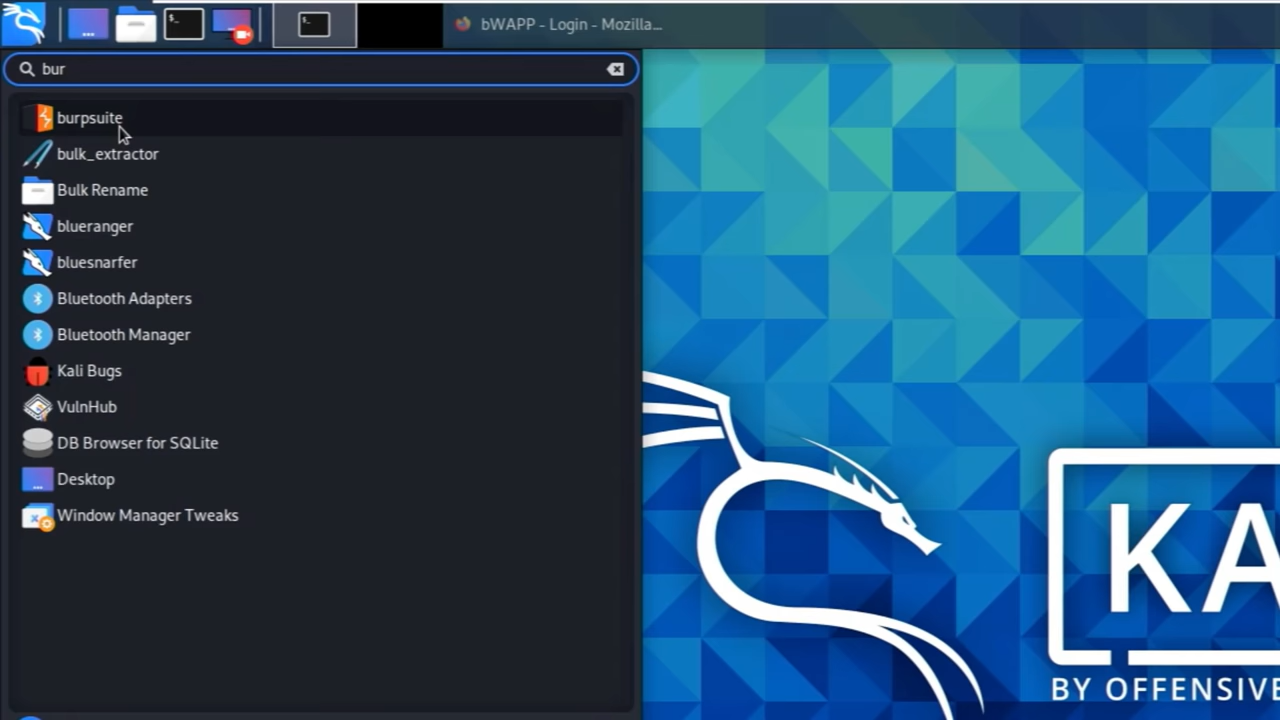 bWAPP - Login - Mozilla...
bur
burpsuite
bulk_extractor
Bulk Rename
blueranger
bluesnarfer
Bluetooth Adapters
Bluetooth Manager
Kali Bugs
VulnHub
DB Browser for SQLite
Desktop
Window Manager Tweaks
KA
BY OFFENSIVE